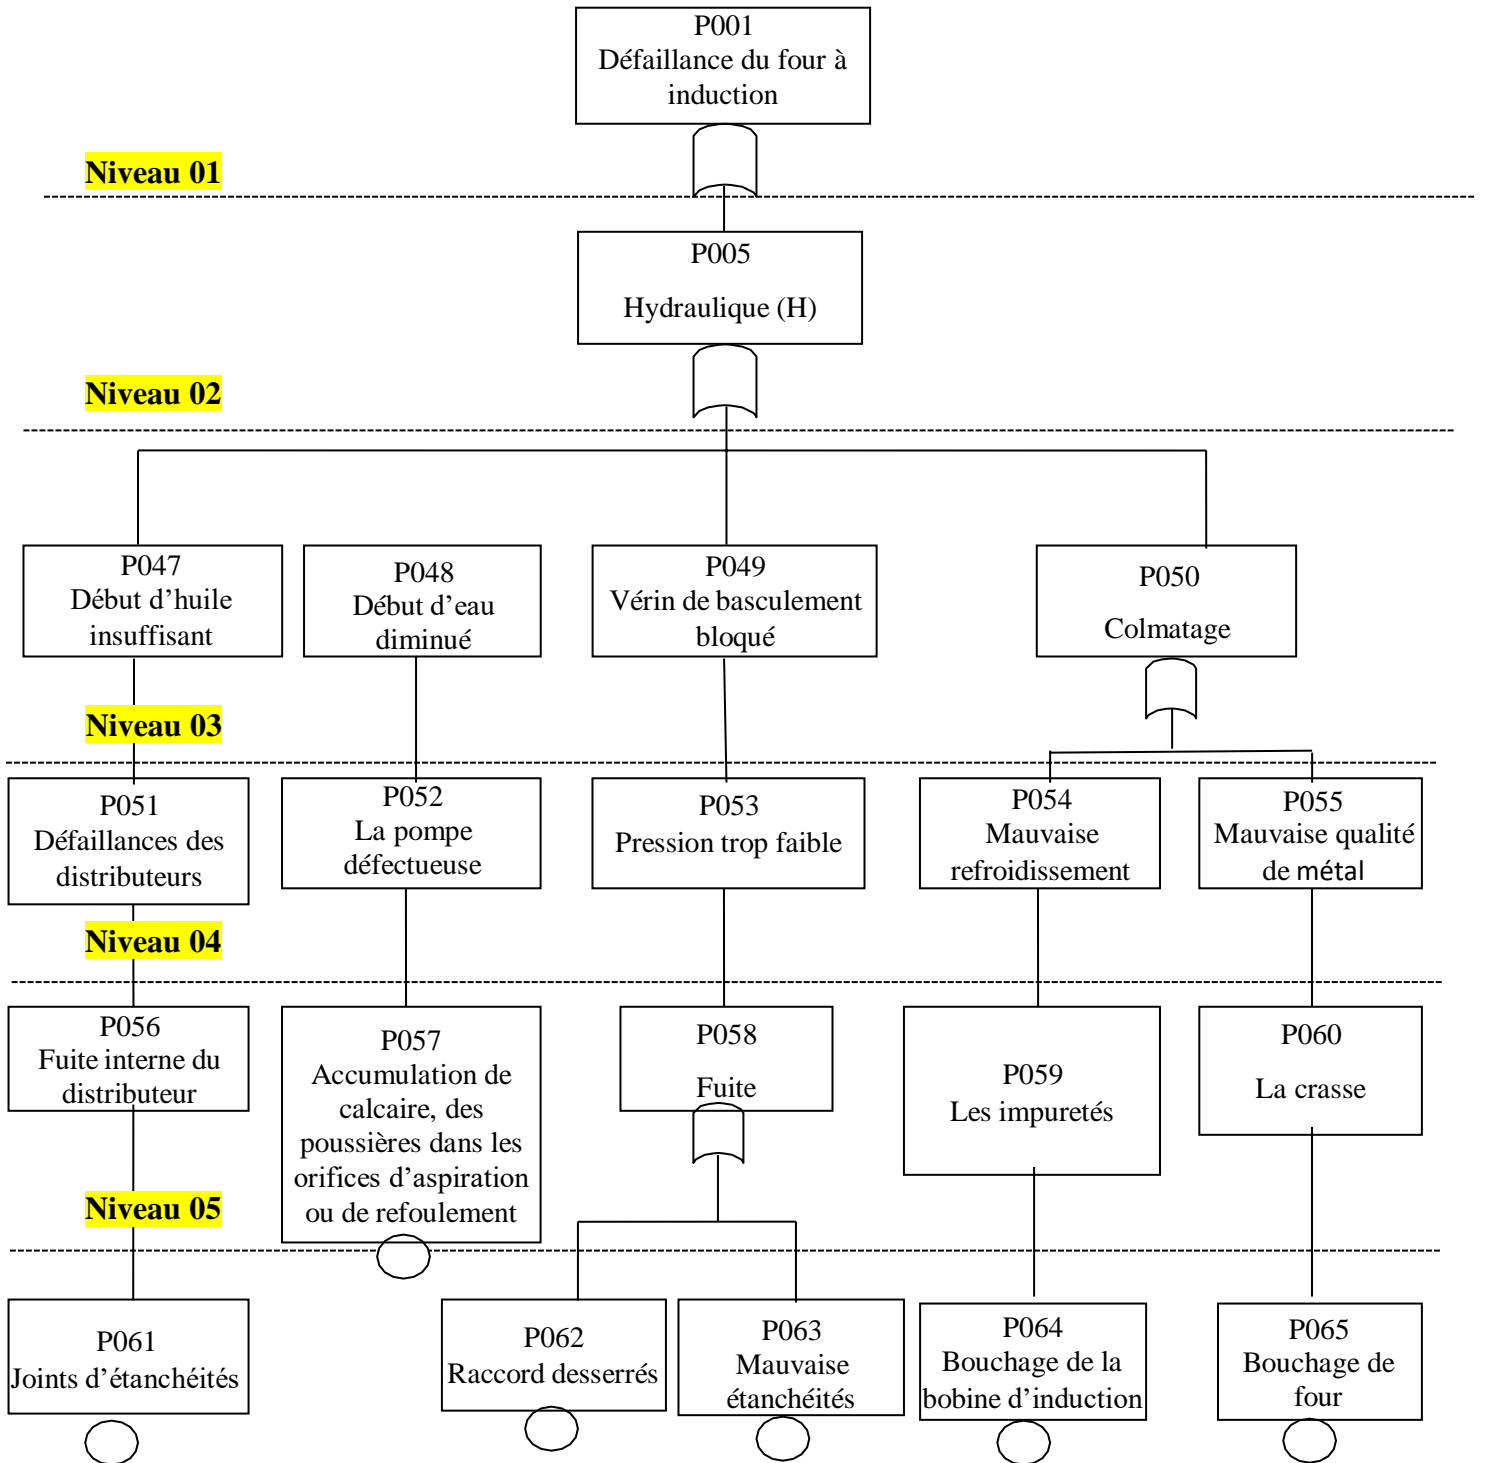 P001
Défaillance du four à
induction
Niveau 01
P005
Hydraulique (H)
Niveau 02
P047
Début d’huile
insuffisant
P048
Début d’eau
diminué
P049
Vérin de basculement
bloqué
P050
Colmatage
Niveau 03
P051
Défaillances des
distributeurs
P052
La pompe
défectueuse
P053
Pression trop faible
P054
Mauvaise
refroidissement
P055
Mauvaise qualité
de métal
Niveau 04
P056
Fuite interne du
distributeur
P057
Accumulation de
calcaire, des
poussières dans les
orifices d’aspiration
ou de refoulement
P058
Fuite
P059
Les impuretés
P060
La crasse
Niveau 05
P061
Joints d’étanchéités
P062
Raccord desserrés
P063
Mauvaise
étanchéités
P064
Bouchage de la
bobine d’induction
P065
Bouchage de
four